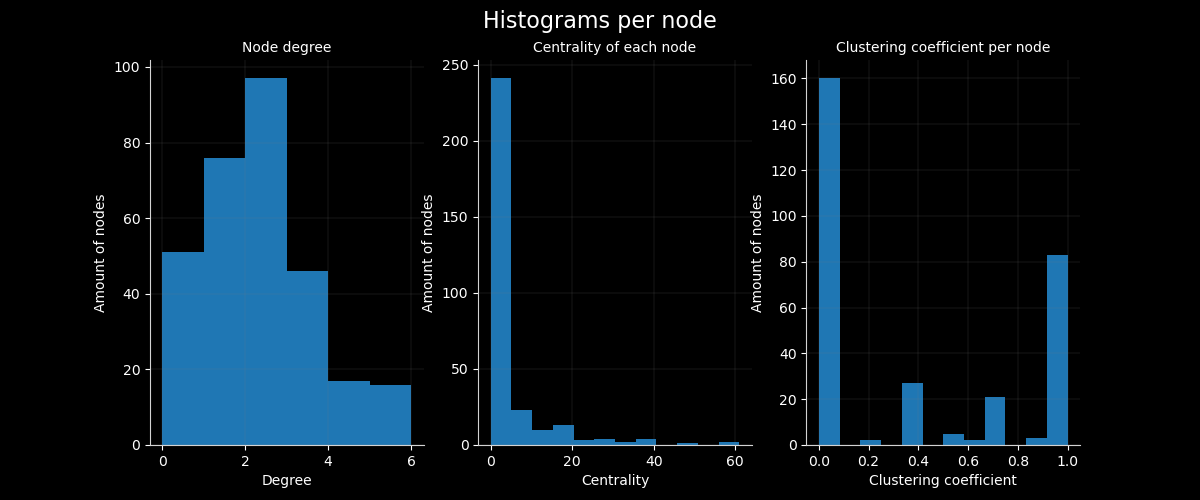 Histograms per node
Node degree
Amount of nodes
100
80
60
40
20
0
0 2 4 6
Degree
Centrality of each node
Amount of nodes
250
200
150
100
50
0
0 20 40 60
Centrality
Clustering coefficient per node
Amount of nodes
160
140
120
100
80
60
40
20
0
0.0 0.2 0.4 0.6 0.8 1.0
Clustering coefficient